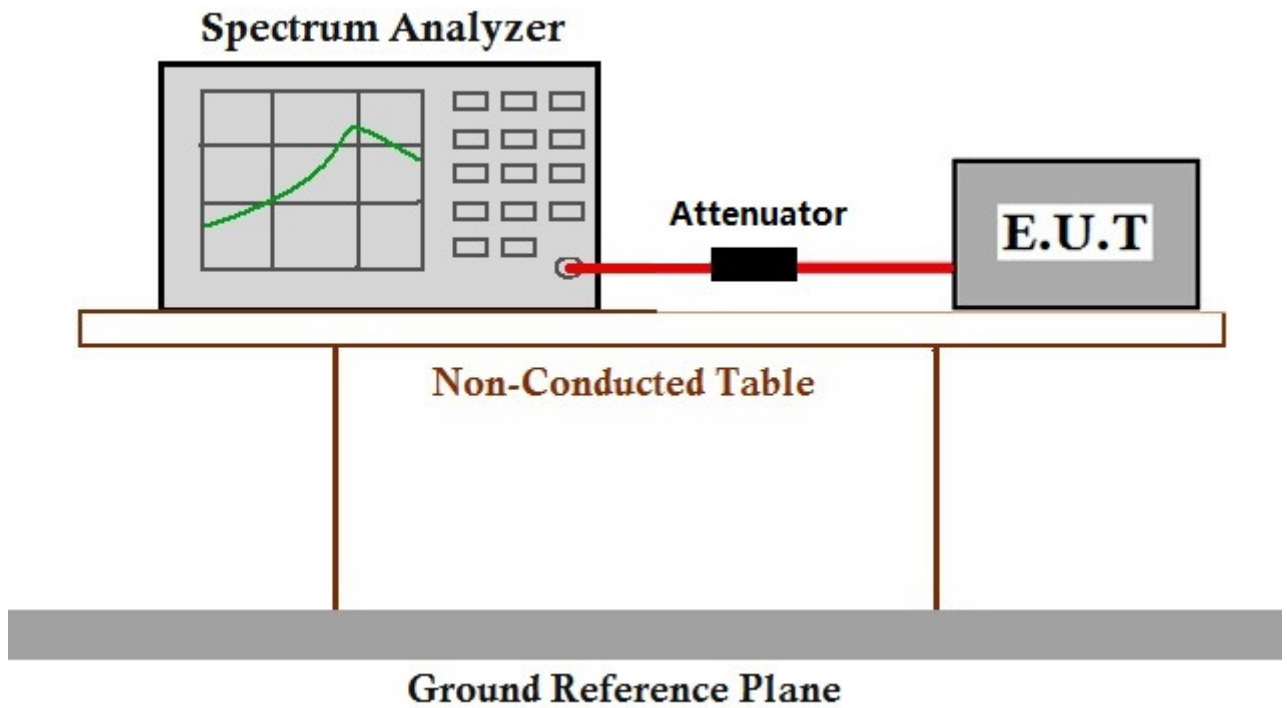 Spectrum Analyzer
Attenuator
E.U.T
Non-Conducted Table
Ground Reference Plane